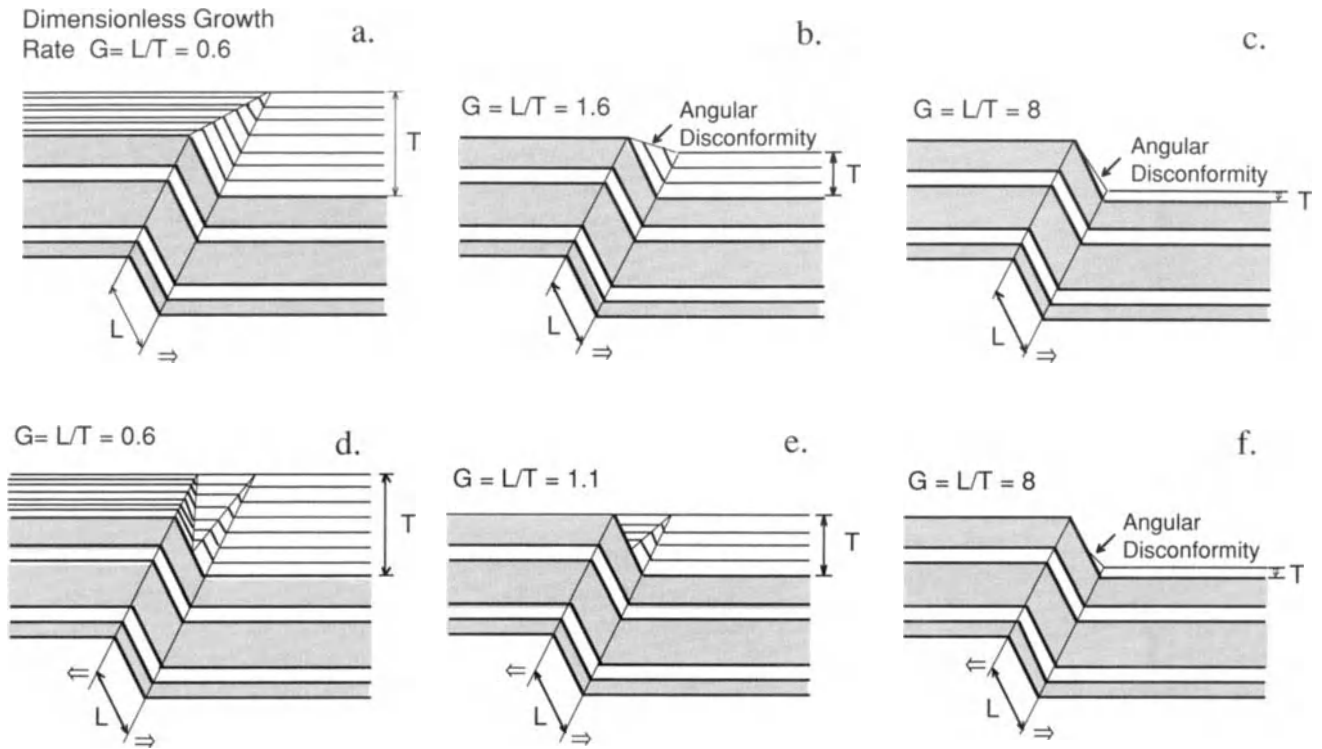 Dimensionless Growth
Rate G= L/T = 0.6
a.
T
L
⇒
b.
G = L/T = 1.6
Angular
Disconformity
T
L
⇒
c.
G = L/T = 8
Angular
Disconformity
T
L
⇒
G= L/T = 0.6
d.
T
⇐
L
⇒
e.
G = L/T = 1.1
T
⇐
L
⇒
f.
G = L/T = 8
Angular
Disconformity
T
⇐
L
⇒